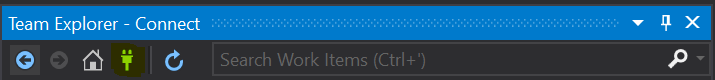 Team Explorer - Connect
Search Work Items (Ctrl+')